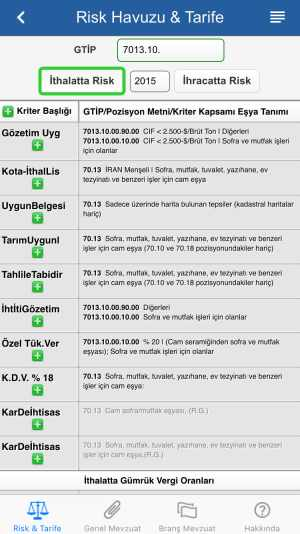 Risk Havuzu & Tarife
GTİP
7013.10.
İthalatta Risk
2015
İhracatta Risk
Kriter Başlığı
GTİP/Pozisyon Metni/Kriter Kapsamı Eşya Tanımı
Gözetim Uyg
7013.10.00.90.00 CIF < 2.500-$/Brüt Ton I Diğerleri
7013.10.00.10.00 CIF < 2.500-$/Brüt Ton I Sofra ve mutfak işleri
için olanlar
Kota-İthalLis
70.13 İRAN Menşeli I Sofra, mutfak, tuvalet, yazıhane, ev
tezyinatı ve benzeri işler için cam eşya
UygunBelgesi
70.13 Sadece üzerinde harita bulunan tepsiler (kadastral haritalar
hariç)
TarımUygunl
70.13 Sofra, mutfak, tuvalet, yazıhane, ev tezyinatı ve benzeri
işler için cam eşya (70.10 ve 70.18 pozisyonundakiler hariç)
TahlileTabidir
70.13 Sofra, mutfak, tuvalet, yazıhane, ev tezyinatı ve benzeri
işler için cam eşya (70.10 ve 70.18 pozisyonundakiler hariç)
İhtİtiGözetim
7013.10.00.90.00 Diğerleri
7013.10.00.10.00 Sofra ve mutfak işleri için olanlar
Özel Tük.Ver
7013.10.00.10.00 % 20 I (Cam seramiğinden sofra ve mutfak
eşyası); Sofra ve mutfak işleri için olanlar
K.D.V. % 18
70.13 Sofra, mutfak, tuvalet, yazıhane, ev tezyinatı ve benzeri
işler için cam eşya:
KarDeİhtisas
70.13 Cam sofra/mutfak eşyası, (R.G.)
KarDeİhtisas
70.13 Sofra, mutfak, tuvalet, yazıhane, ev tezyinatı ve benzeri
işler için cam eşya,(R.G.)
İthalatta Gümrük Vergi Oranları
Risk & Tarife
Genel Mevzuat
Branş Mevzuat
Hakkında